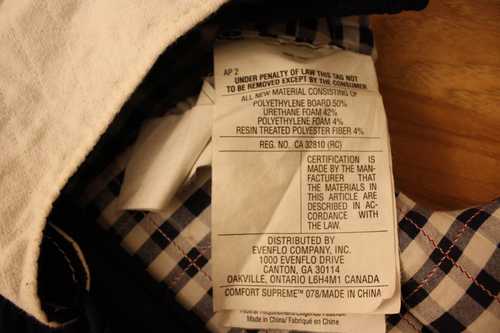 AP 2
UNDER PENALTY OF LAW THIS TAG NOT
TO BE REMOVED EXCEPT BY THE CONSUMER
ALL NEW MATERIAL CONSISTING OF
POLYETHYLENE BOARD 50%
URETHANE FOAM 42%
POLYETHYLENE FOAM 4%
RESIN TREATED POLYESTER FIBER 4%
REG. NO. CA 32810 (RC)
CERTIFICATION IS
MADE BY THE MAN-
UFACTURER THAT
THE MATERIALS IN
THIS ARTICLE ARE
DESCRIBED IN AC-
CORDANCE WITH
THE LAW.
DISTRIBUTED BY
EVENFLO COMPANY, INC.
1000 EVENFLO DRIVE
CANTON, GA 30114
OAKVILLE, ONTARIO L6H4M1 CANADA
COMFORT SUPREME™ 078/MADE IN CHINA
Made in China/ Fabriqué en Chine